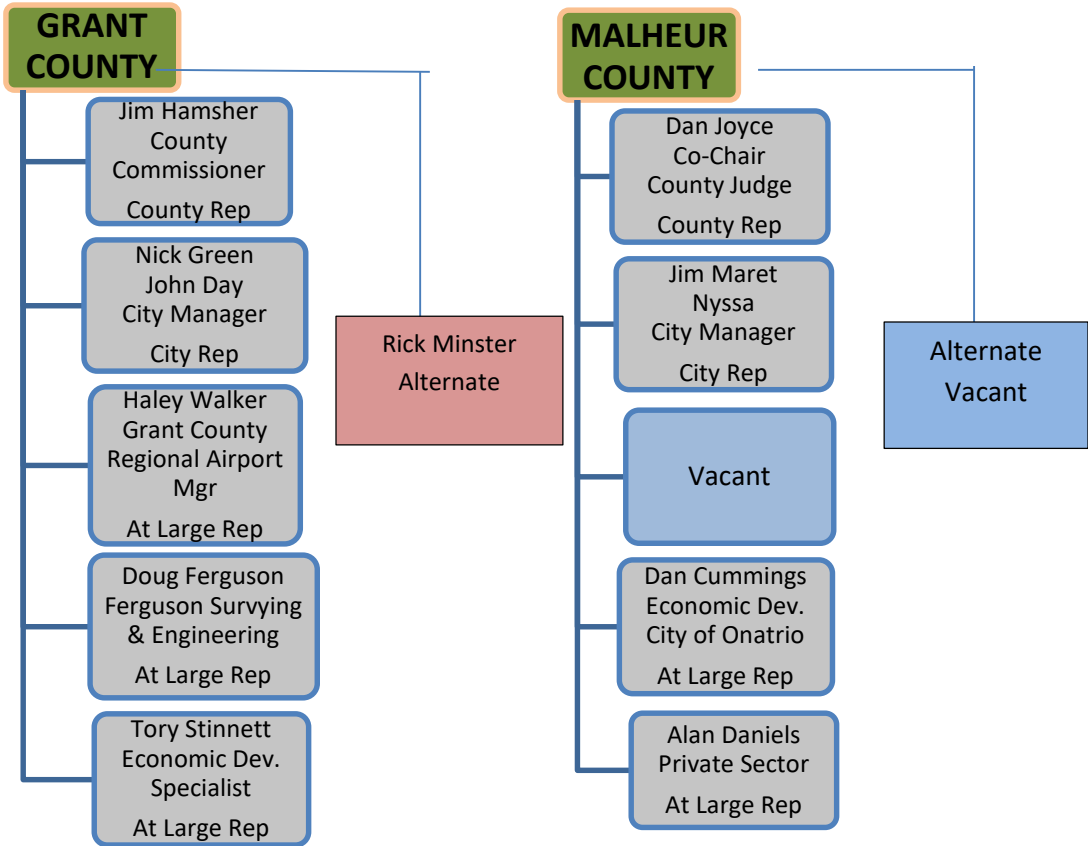 GRANT
COUNTY
Jim Hamsher
County
Commissioner
County Rep
Nick Green
John Day
City Manager
City Rep
Haley Walker
Grant County
Regional Airport
Mgr
At Large Rep
Doug Ferguson
Ferguson Survying
& Engineering
At Large Rep
Tory Stinnett
Economic Dev.
Specialist
At Large Rep
Rick Minster
Alternate
MALHEUR
COUNTY
Dan Joyce
Co-Chair
County Judge
County Rep
Jim Maret
Nyssa
City Manager
City Rep
Vacant
Dan Cummings
Economic Dev.
City of Onatrio
At Large Rep
Alan Daniels
Private Sector
At Large Rep
Alternate
Vacant